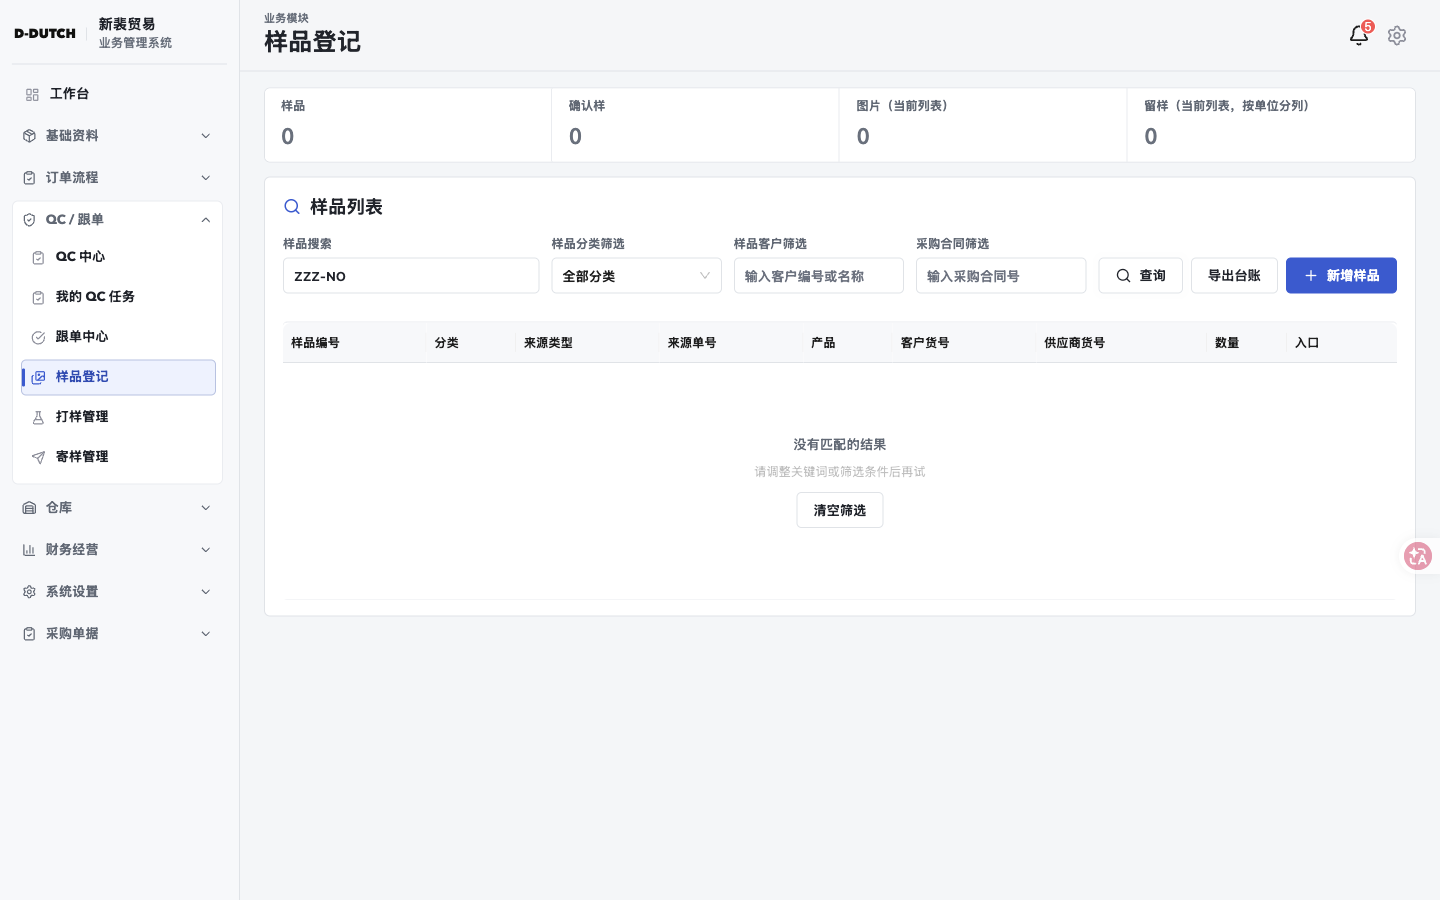 D-DUTCH
新裴贸易
业务管理系统
工作台
基础资料
订单流程
QC / 跟单
QC 中心
我的 QC 任务
跟单中心
样品登记
打样管理
寄样管理
仓库
财务经营
系统设置
采购单据
业务模块
样品登记
5
样品
0
确认样
0
图片（当前列表）
0
留样（当前列表，按单位分列）
0
样品列表
样品搜索
样品分类筛选
样品客户筛选
采购合同筛选
ZZZ-NO
全部分类
输入客户编号或名称
输入采购合同号
查询
导出台账
新增样品
样品编号
分类
来源类型
来源单号
产品
客户货号
供应商货号
数量
入口
没有匹配的结果
请调整关键词或筛选条件后再试
清空筛选